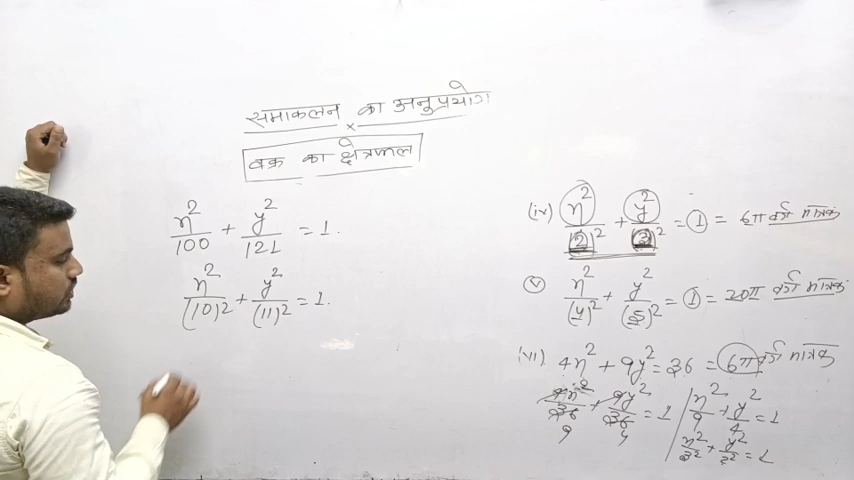 समाकलन का अनुप्रयोग
×
वक्र का क्षेत्रफल
x²/100 + y²/121 = 1.
x²/(10)² + y²/(11)² = 1.
(iv) x²/(2)² + y²/(3)² = 1 = 6π वर्ग मात्रक
(v) x²/(4)² + y²/(5)² = 1 = 20π वर्ग मात्रक
(vi) 4x² + 9y² = 36 = 6π वर्ग मात्रक
4x²/36 + 9y²/36 = 1
9 4
x²/9 + y²/4 = 1
x²/3² + y²/2² = 1